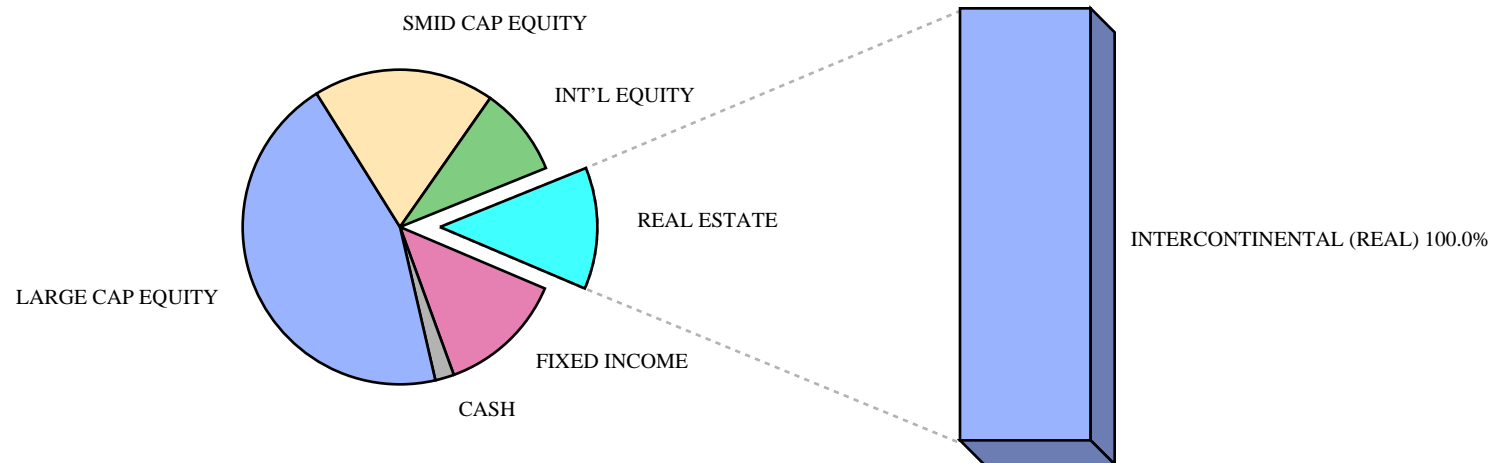 SMID CAP EQUITY
INT'L EQUITY
REAL ESTATE
INTERCONTINENTAL (REAL) 100.0%
LARGE CAP EQUITY
FIXED INCOME
CASH